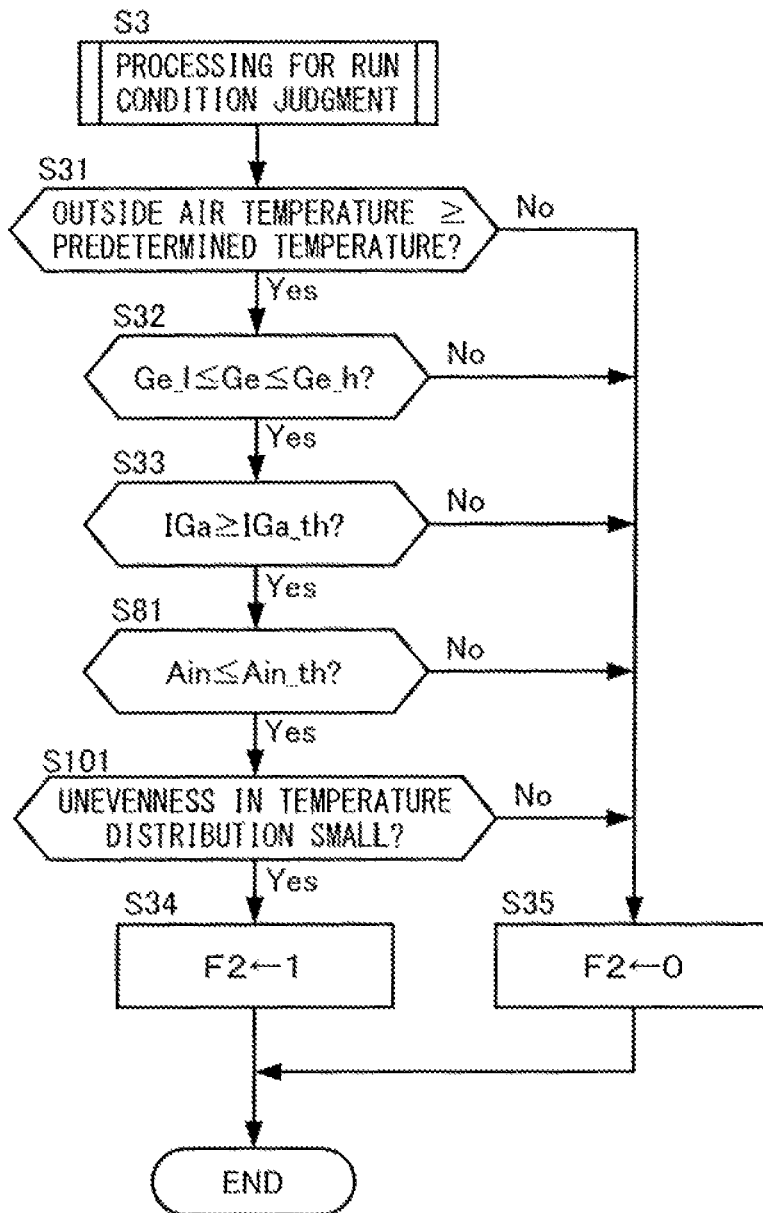 S3
PROCESSING FOR RUN
CONDITION JUDGMENT
S31
OUTSIDE AIR TEMPERATURE ≥
PREDETERMINED TEMPERATURE?
No
Yes
S32
Ge_l≦Ge≦Ge_h?
No
Yes
S33
IGa≧IGa_th?
No
Yes
S81
Ain≦Ain_th?
No
Yes
S101
UNEVENNESS IN TEMPERATURE
DISTRIBUTION SMALL?
No
Yes
S34
F2←1
S35
F2←0
END